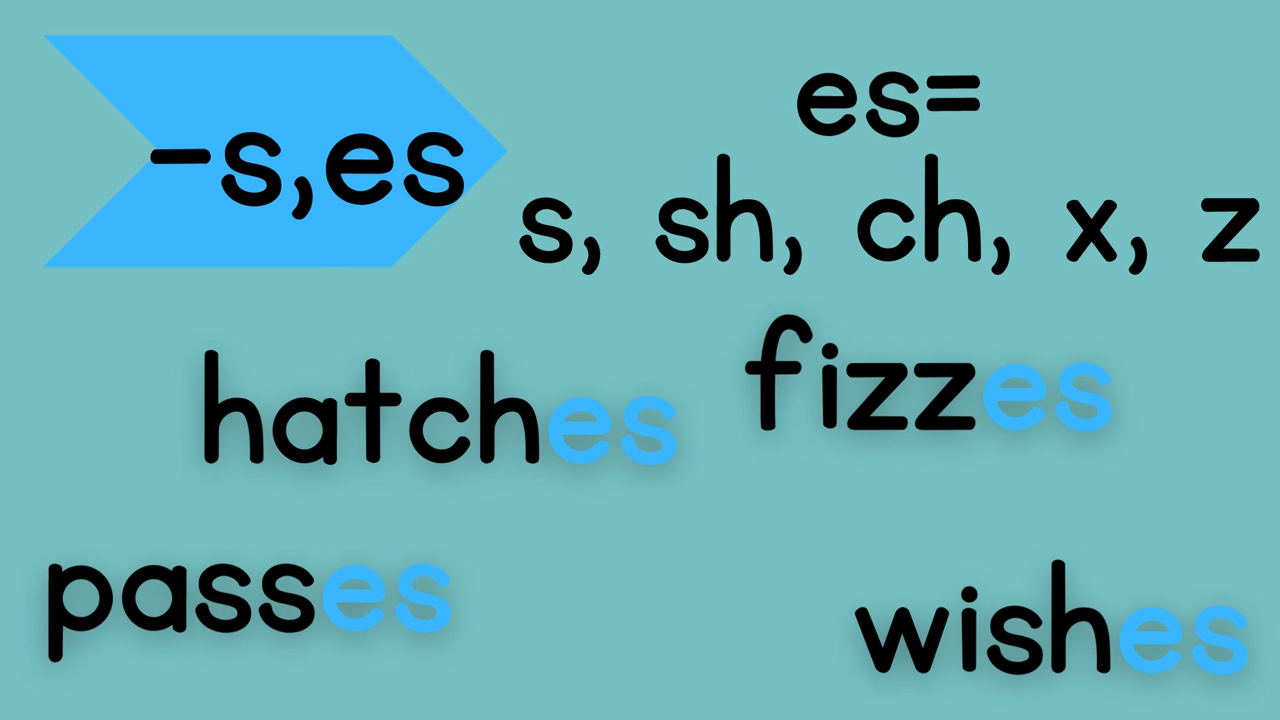 -s,es
es=
s, sh, ch, x, z
hatches
fizzes
passes
wishes